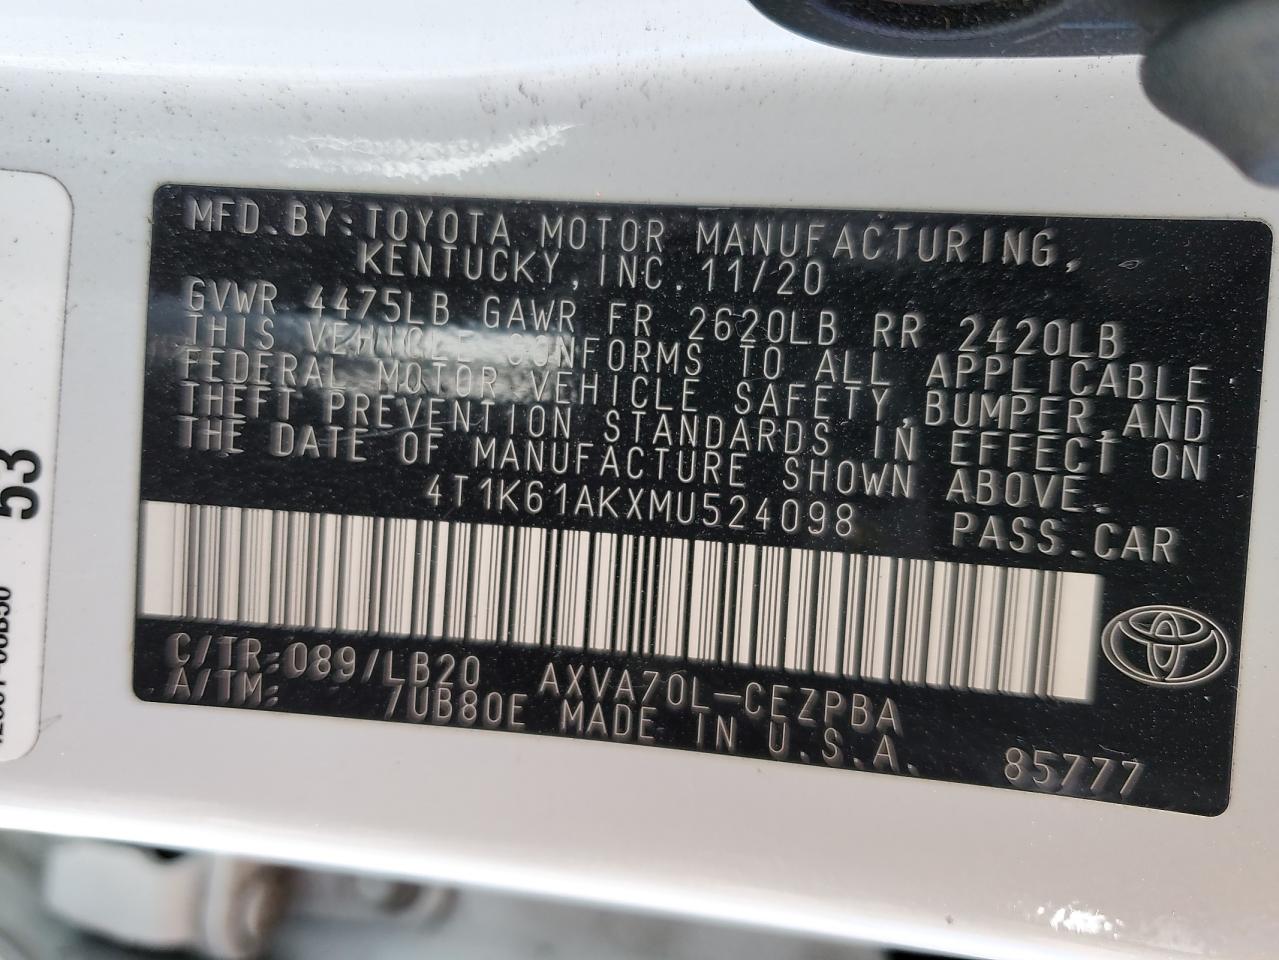 MFD.BY:TOYOTA MOTOR MANUFACTURING,
KENTUCKY, INC. 11/20
GVWR 4475LB GAWR FR 2620LB RR 2420LB
THIS VEHICLE CONFORMS TO ALL APPLICABLE
FEDERAL MOTOR VEHICLE SAFETY,BUMPER,AND
THEFT PREVENTION STANDARDS IN EFFECT ON
THE DATE OF MANUFACTURE SHOWN ABOVE.
4T1K61AKXMU524098 PASS.CAR
C/TR:089/LB20 AXVA70L-CEZPBA
A/TM: 7UB80E MADE IN U.S.A. 85777
53